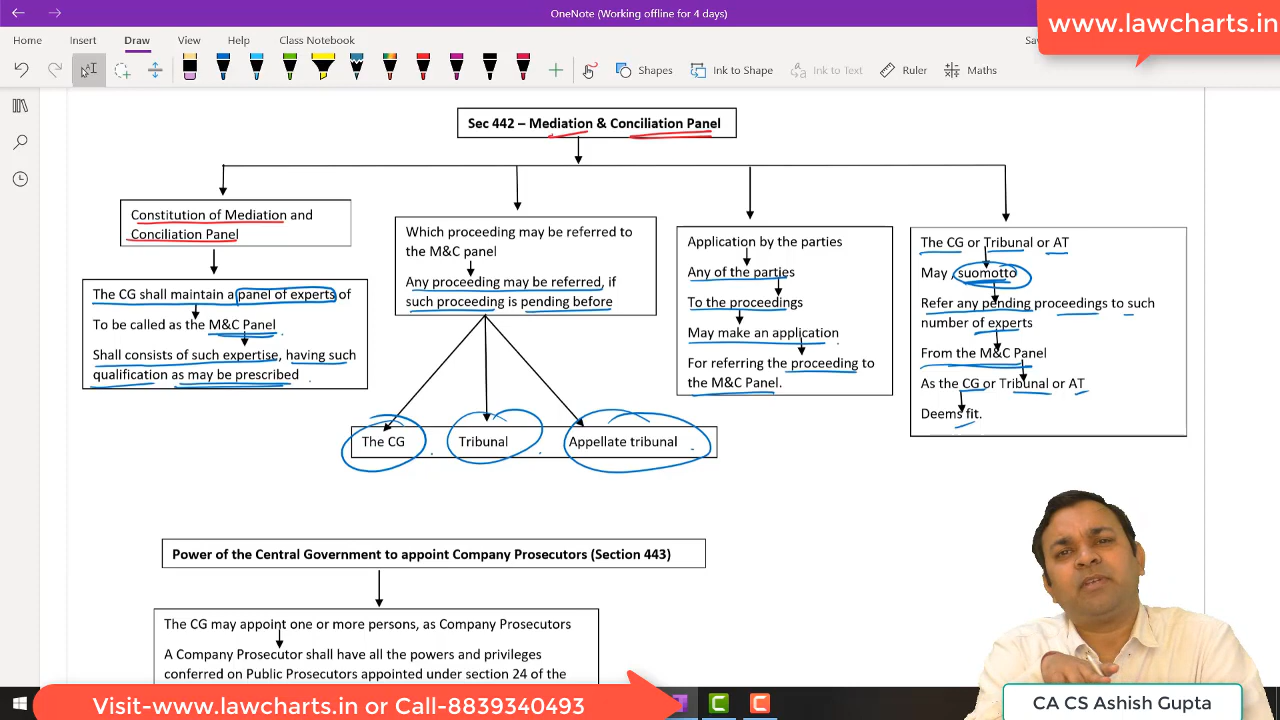 OneNote (Working offline for 4 days)
www.lawcharts.in
Home Insert Draw View Help Class Notebook
Shapes Ink to Shape Ink to Text Ruler Maths
Sec 442 – Mediation & Conciliation Panel
Constitution of Mediation and
Conciliation Panel
The CG shall maintain a panel of experts of
To be called as the M&C Panel
Shall consists of such expertise, having such
qualification as may be prescribed
Which proceeding may be referred to
the M&C panel
Any proceeding may be referred, if
such proceeding is pending before
The CG
Tribunal
Appellate tribunal
Application by the parties
Any of the parties
To the proceedings
May make an application
For referring the proceeding to
the M&C Panel.
The CG or Tribunal or AT
May suomotto
Refer any pending proceedings to such
number of experts
From the M&C Panel
As the CG or Tribunal or AT
Deems fit.
Power of the Central Government to appoint Company Prosecutors (Section 443)
The CG may appoint one or more persons, as Company Prosecutors
A Company Prosecutor shall have all the powers and privileges
conferred on Public Prosecutors appointed under section 24 of the
Visit-www.lawcharts.in or Call-8839340493
CA CS Ashish Gupta